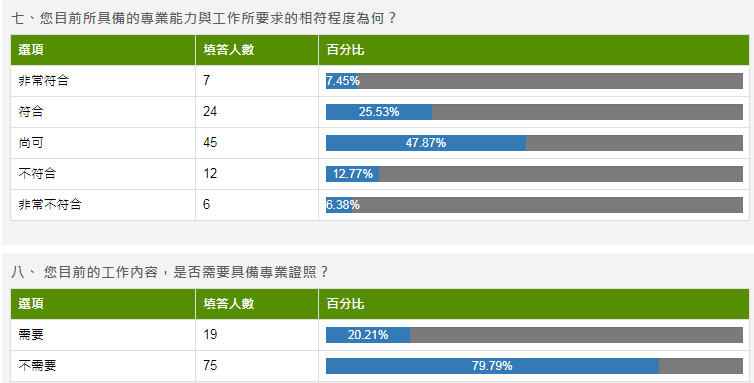 七、您目前所具備的專業能力與工作所要求的相符程度為何？
選項 填答人數 百分比
非常符合 7 7.45%
符合 24 25.53%
尚可 45 47.87%
不符合 12 12.77%
非常不符合 6 6.38%
八、 您目前的工作內容，是否需要具備專業證照？
選項 填答人數 百分比
需要 19 20.21%
不需要 75 79.79%